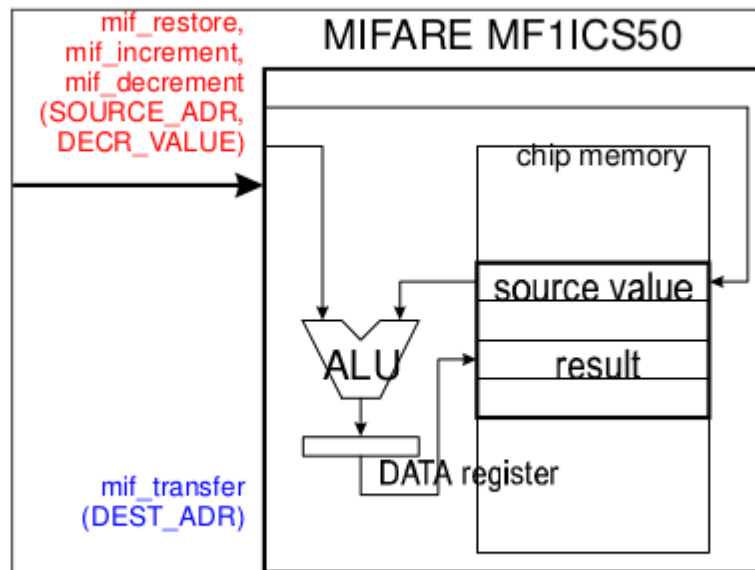 mif_restore,
mif_increment,
mif_decrement
(SOURCE_ADR,
DECR_VALUE)
MIFARE MF1ICS50
chip memory
source value
ALU
result
DATA register
mif_transfer
(DEST_ADR)